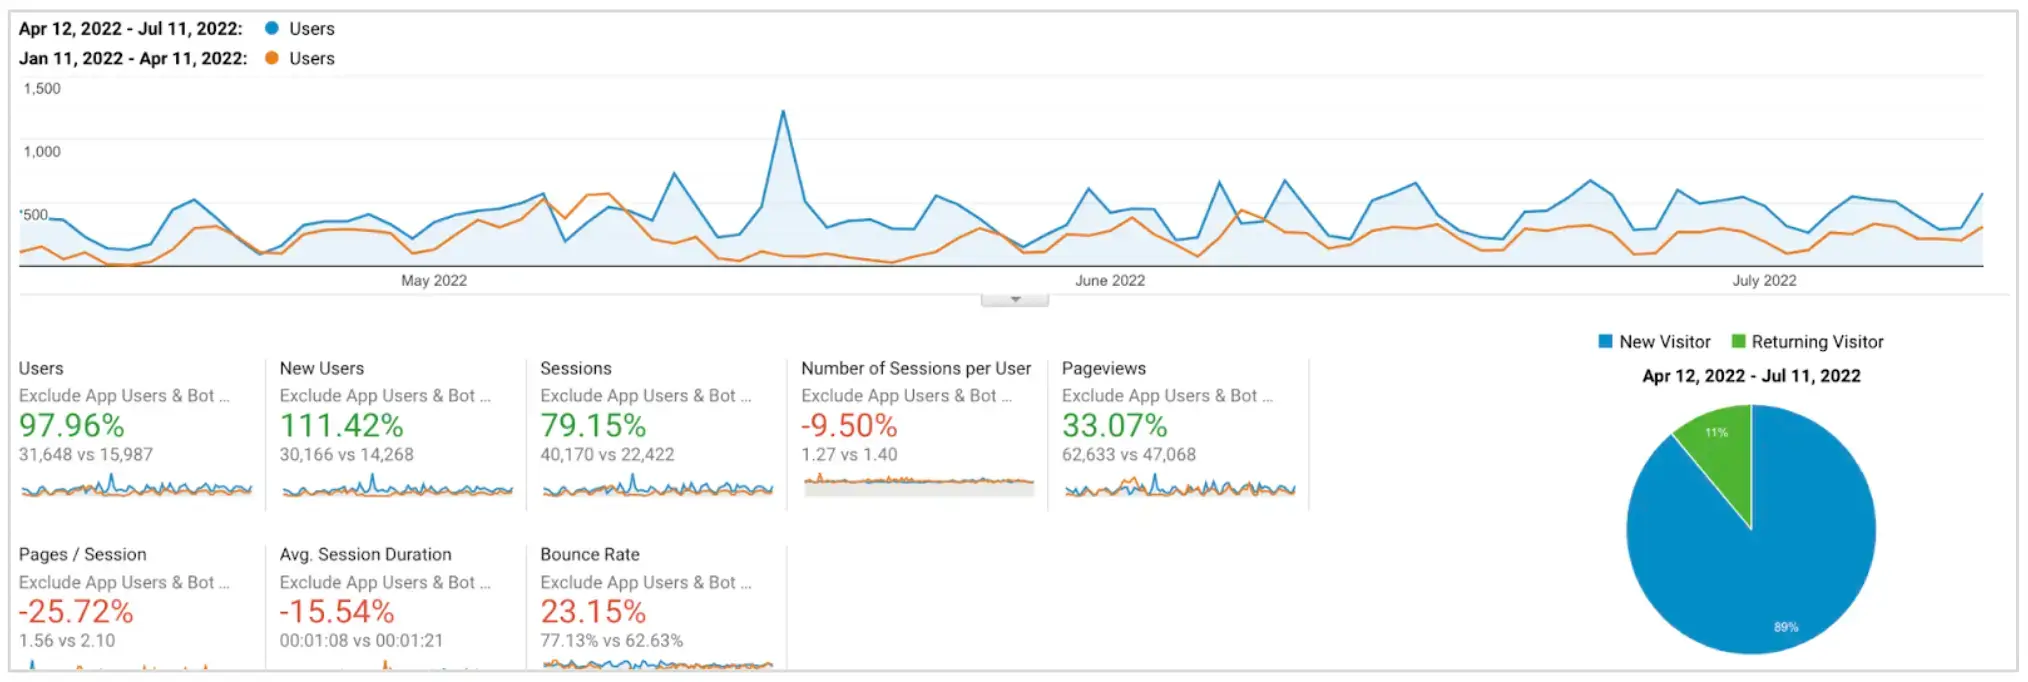 Apr 12, 2022 - Jul 11, 2022: Users
Jan 11, 2022 - Apr 11, 2022: Users
1,500
1,000
500
May 2022 June 2022 July 2022
New Visitor Returning Visitor
Apr 12, 2022 - Jul 11, 2022
11%
89%
Users
Exclude App Users & Bot ...
97.96%
31,648 vs 15,987
New Users
Exclude App Users & Bot ...
111.42%
30,166 vs 14,268
Sessions
Exclude App Users & Bot ...
79.15%
40,170 vs 22,422
Number of Sessions per User
Exclude App Users & Bot ...
-9.50%
1.27 vs 1.40
Pageviews
Exclude App Users & Bot ...
33.07%
62,633 vs 47,068
Pages / Session
Exclude App Users & Bot ...
-25.72%
1.56 vs 2.10
Avg. Session Duration
Exclude App Users & Bot ...
-15.54%
00:01:08 vs 00:01:21
Bounce Rate
Exclude App Users & Bot ...
23.15%
77.13% vs 62.63%